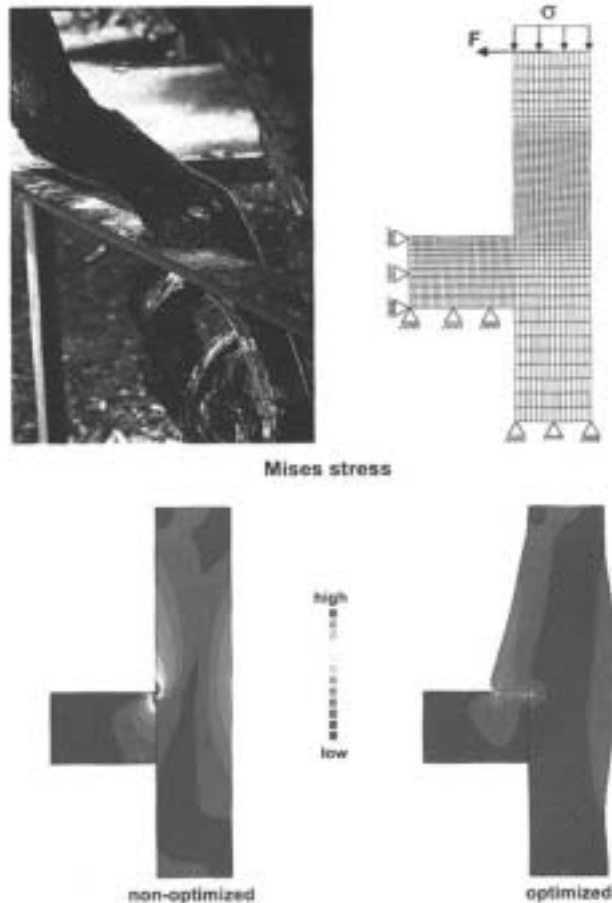 σ
F
Mises stress
high
low
non-optimized
optimized